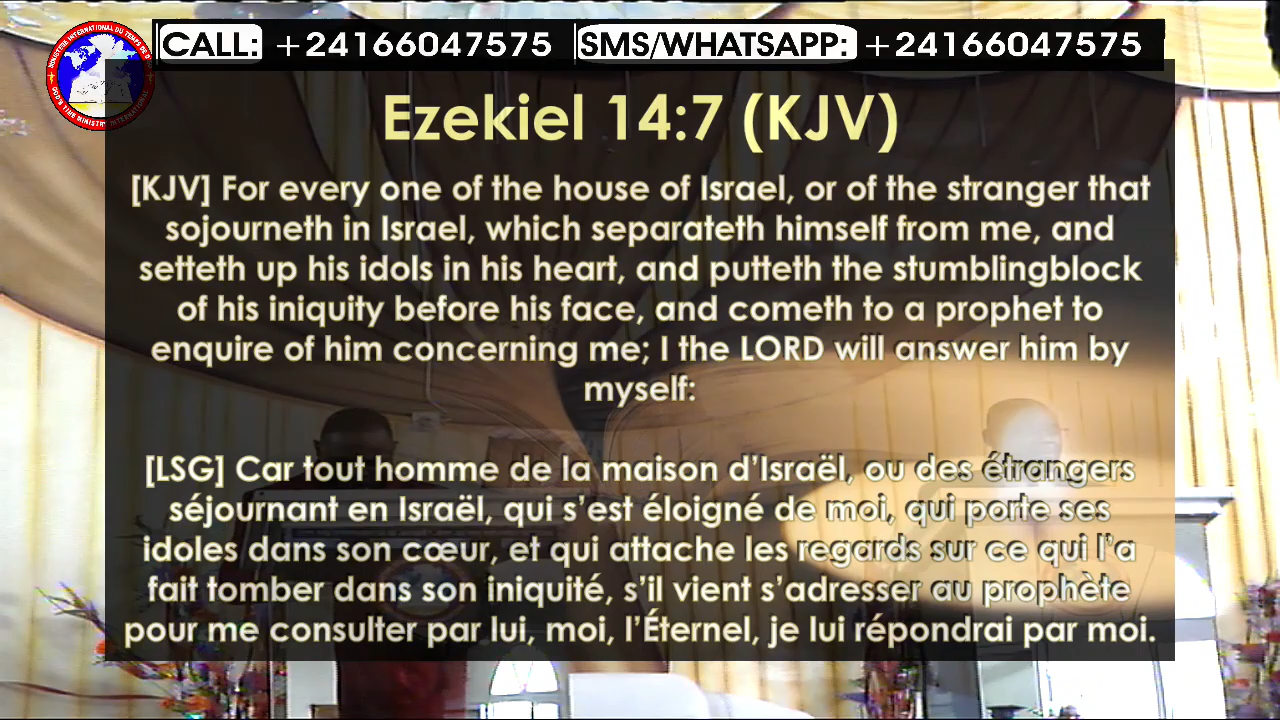 CALL: +24166047575 SMS/WHATSAPP: +24166047575
Ezekiel 14:7 (KJV)
[KJV] For every one of the house of Israel, or of the stranger that
sojourneth in Israel, which separateth himself from me, and
setteth up his idols in his heart, and putteth the stumblingblock
of his iniquity before his face, and cometh to a prophet to
enquire of him concerning me; I the LORD will answer him by
myself:
[LSG] Car tout homme de la maison d’Israël, ou des étrangers
séjournant en Israël, qui s’est éloigné de moi, qui porte ses
idoles dans son cœur, et qui attache les regards sur ce qui l’a
fait tomber dans son iniquité, s’il vient s’adresser au prophète
pour me consulter par lui, moi, l’Éternel, je lui répondrai par moi.